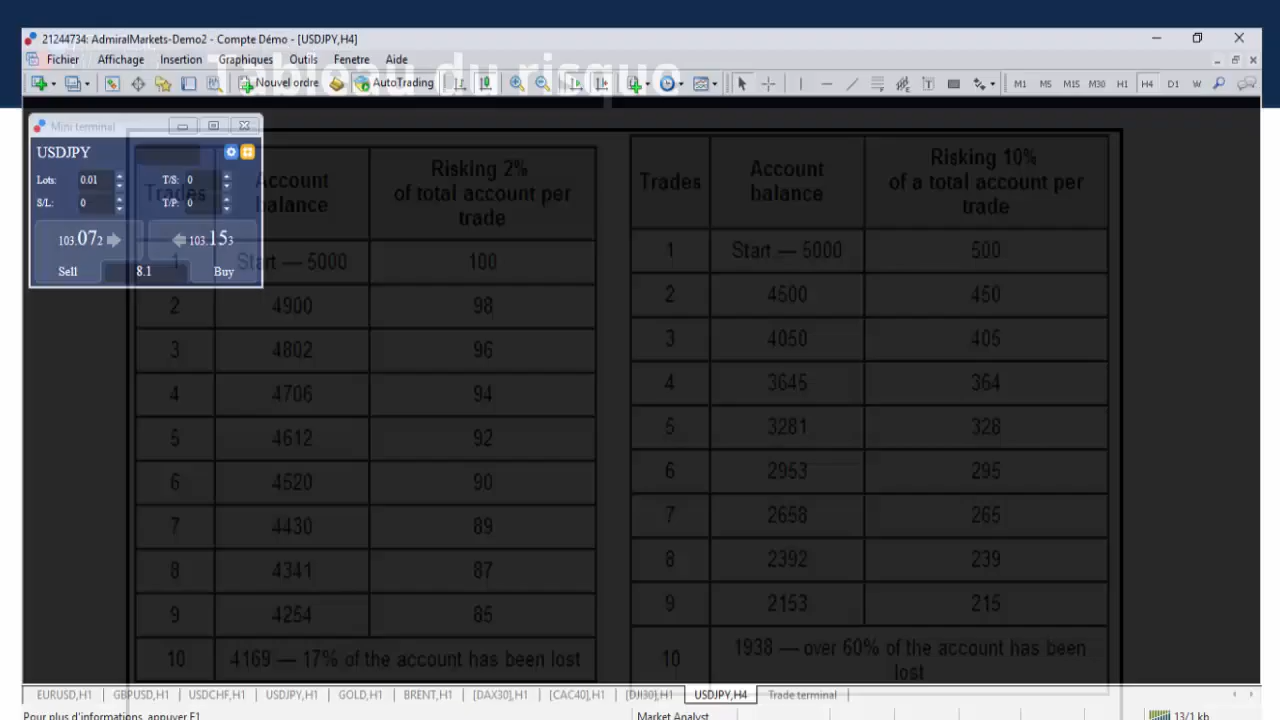 21244734: AdmiralMarkets-Demo2 - Compte Démo - [USDJPY,H4]
Fichier Affichage Insertion Graphiques Outils Fenetre Aide
Tableau du risque
Nouvel ordre AutoTrading M1 M5 M15 M30 H1 H4 D1 W
Mini terminal
USDJPY
Lots: 0.01 T/S: 0
S/L: 0 T/P: 0
103.072 103.153
Sell 8.1 Buy
Trades Account balance Risking 2% of total account per trade
1 Start — 5000 100
2 4900 98
3 4802 96
4 4706 94
5 4612 92
6 4520 90
7 4430 89
8 4341 87
9 4254 85
10 4169 — 17% of the account has been lost
Trades Account balance Risking 10% of a total account per trade
1 Start — 5000 500
2 4500 450
3 4050 405
4 3645 364
5 3281 328
6 2953 295
7 2658 265
8 2392 239
9 2153 215
10 1938 — over 60% of the account has been lost
EURUSD,H1 GBPUSD,H1 USDCHF,H1 USDJPY,H1 GOLD,H1 BRENT,H1 [DAX30],H1 [CAC40],H1 [DJI30],H1 USDJPY,H4 Trade terminal
Pour plus d'informations, appuyer F1 Market Analyst 13/1 kb